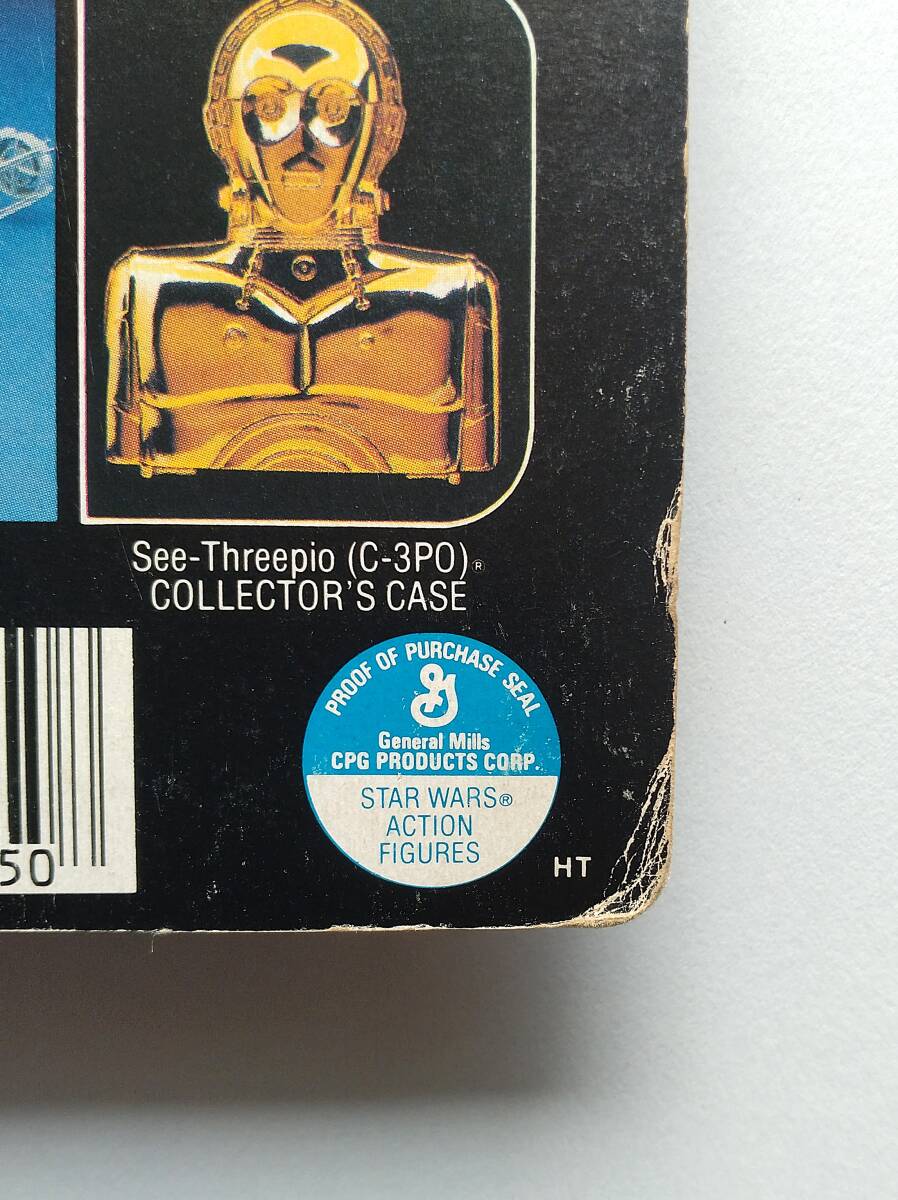 See-Threepio (C-3PO)®
COLLECTOR'S CASE
PROOF OF PURCHASE SEAL
General Mills
CPG PRODUCTS CORP.
STAR WARS®
ACTION
FIGURES
50
HT